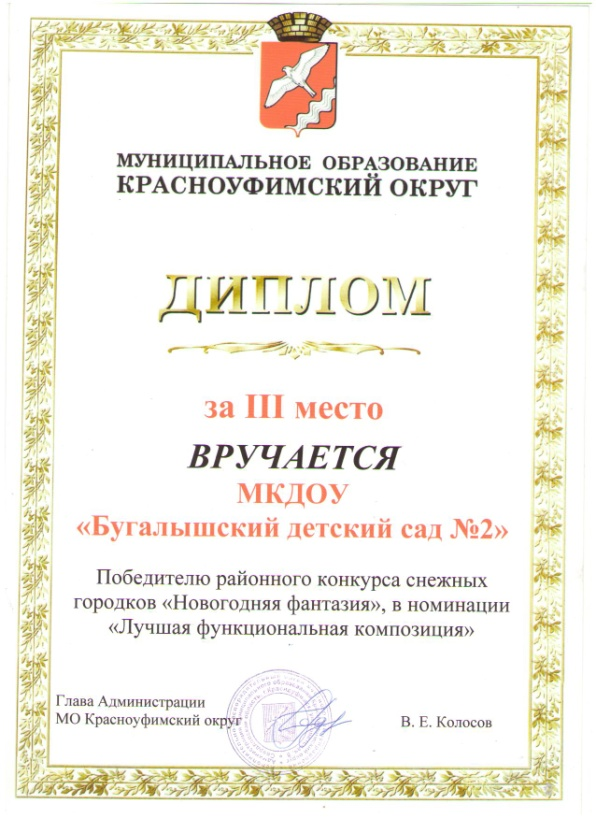 МУНИЦИПАЛЬНОЕ ОБРАЗОВАНИЕ
КРАСНОУФИМСКИЙ ОКРУГ
ДИПЛОМ
за III место
ВРУЧАЕТСЯ
МКДОУ
«Бугалышский детский сад №2»
Победителю районного конкурса снежных
городков «Новогодняя фантазия», в номинации
«Лучшая функциональная композиция»
Глава Администрации
МО Красноуфимский округ
В. Е. Колосов